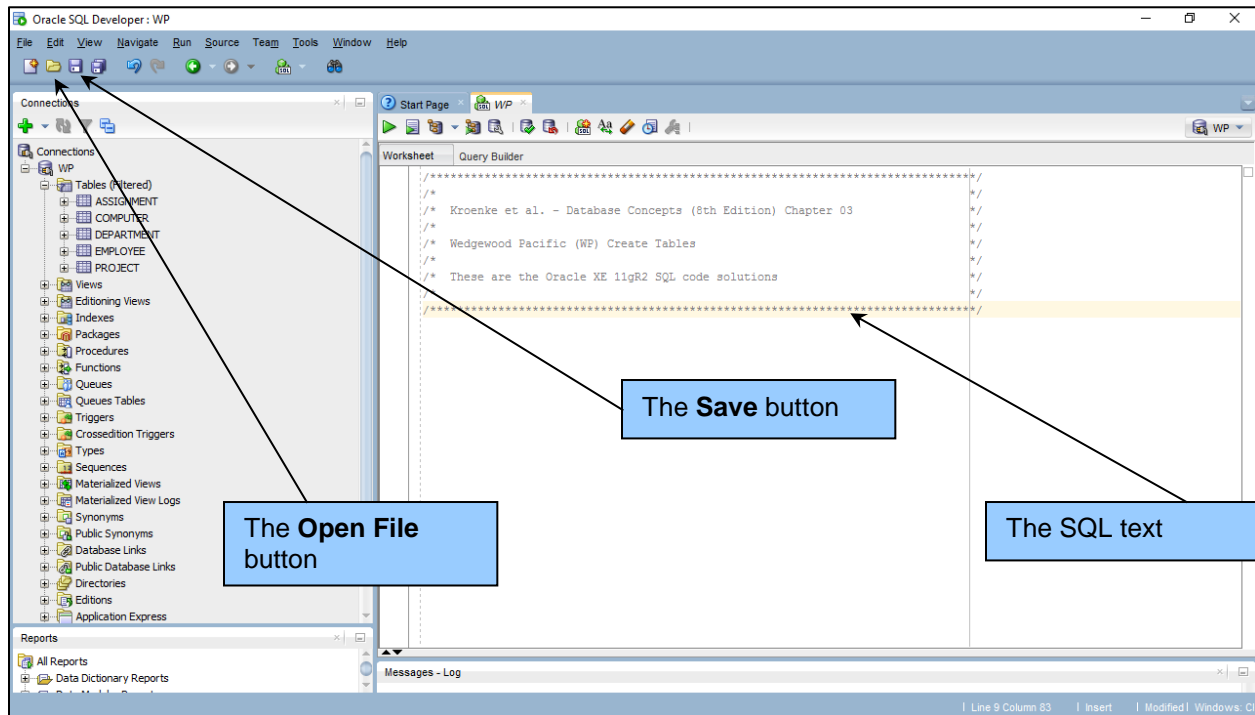 Oracle SQL Developer : WP
File Edit View Navigate Run Source Team Tools Window Help
Connections
Start Page
WP
WP
Connections
WP
Tables (Filtered)
ASSIGNMENT
COMPUTER
DEPARTMENT
EMPLOYEE
PROJECT
Views
Editioning Views
Indexes
Packages
Procedures
Functions
Queues
Queues Tables
Triggers
Crossedition Triggers
Types
Sequences
Materialized Views
Materialized View Logs
Synonyms
Public Synonyms
Database Links
Public Database Links
Directories
Editions
Application Express
Reports
All Reports
Data Dictionary Reports
Worksheet Query Builder
/********************************************************************************/
/* */
/* Kroenke et al. - Database Concepts (8th Edition) Chapter 03 */
/* */
/* Wedgewood Pacific (WP) Create Tables */
/* */
/* These are the Oracle XE 11gR2 SQL code solutions */
/* */
/********************************************************************************/
The Save button
The Open File
button
The SQL text
Messages - Log
Line 9 Column 83 Insert Modified Windows: C